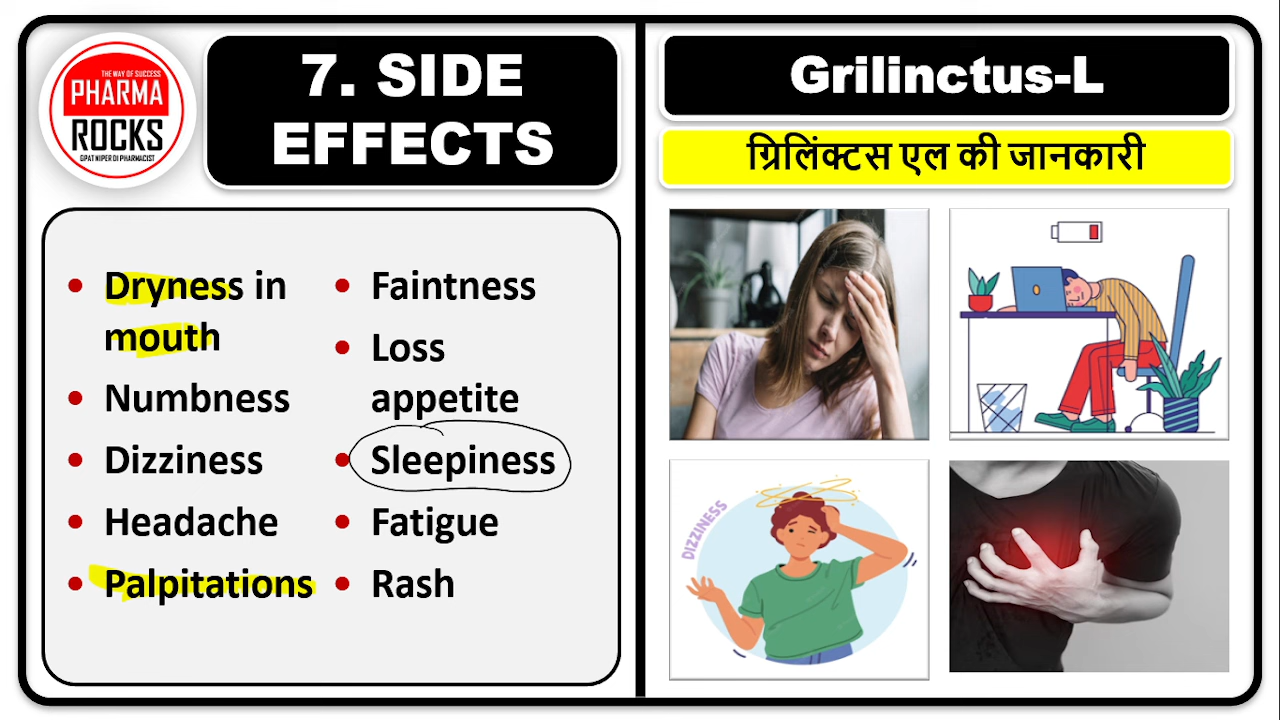 THE WAY OF SUCCESS
PHARMA
ROCKS
GPAT NIPER DI PHARMACIST
7. SIDE
EFFECTS
• Dryness in
mouth
• Numbness
• Dizziness
• Headache
• Palpitations
• Faintness
• Loss
appetite
• Sleepiness
• Fatigue
• Rash
Grilinctus-L
ग्रिलिंक्टस एल की जानकारी
DIZZINESS